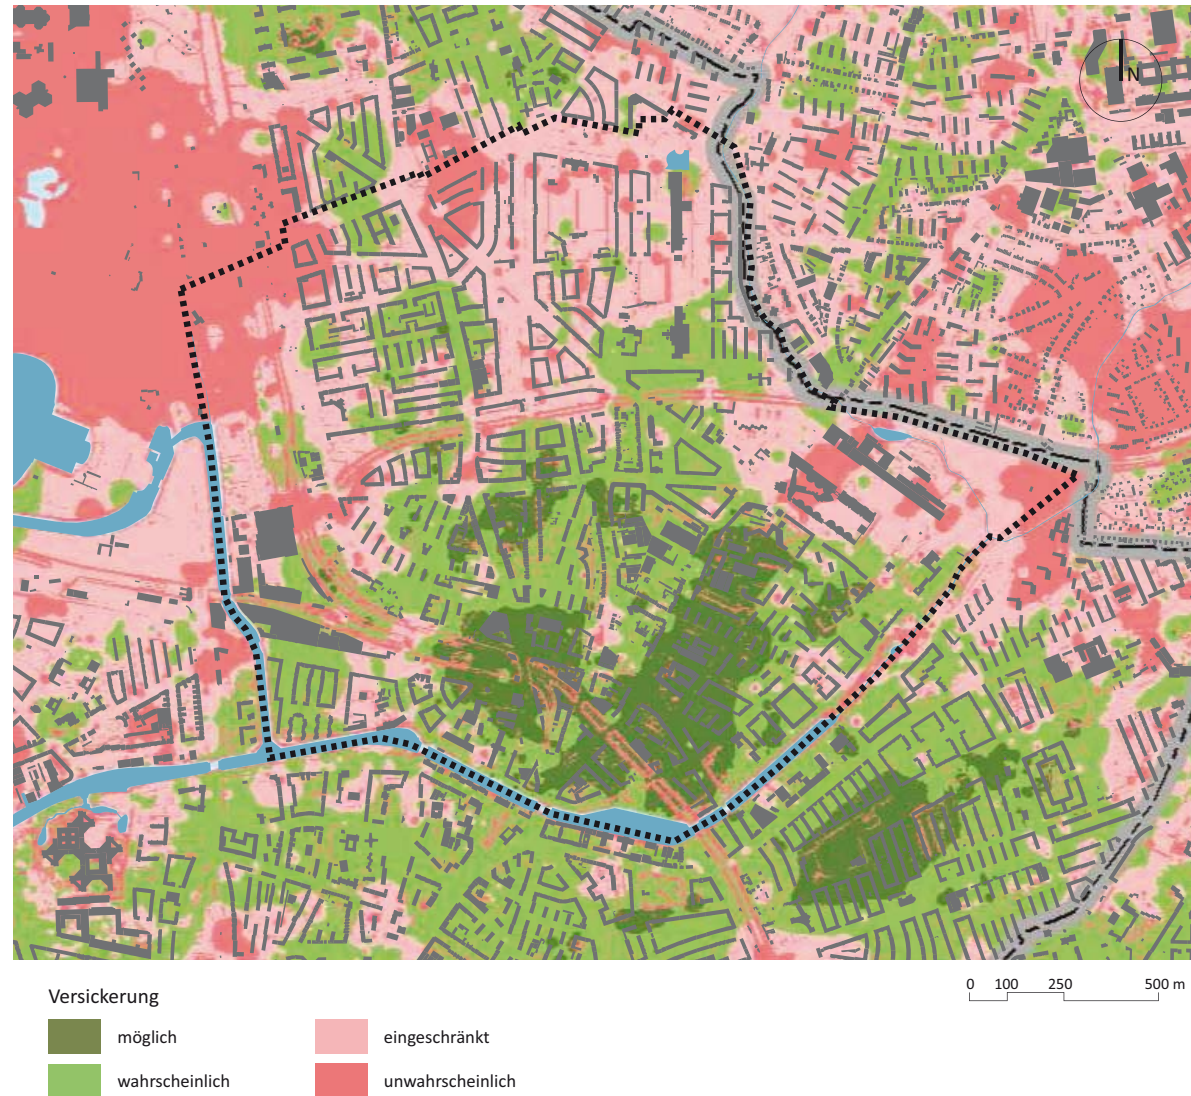 N
0 100 250 500 m
Versickerung
möglich
eingeschränkt
wahrscheinlich
unwahrscheinlich